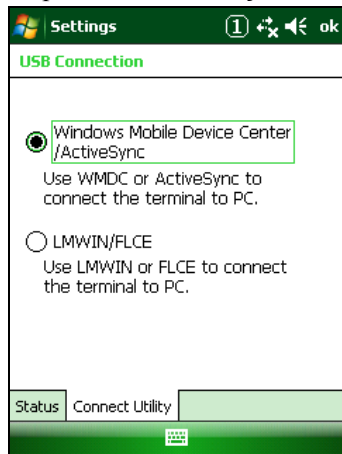 Settings 1 ok
USB Connection
Windows Mobile Device Center
/ActiveSync
Use WMDC or ActiveSync to
connect the terminal to PC.
LMWIN/FLCE
Use LMWIN or FLCE to connect
the terminal to PC.
Status Connect Utility